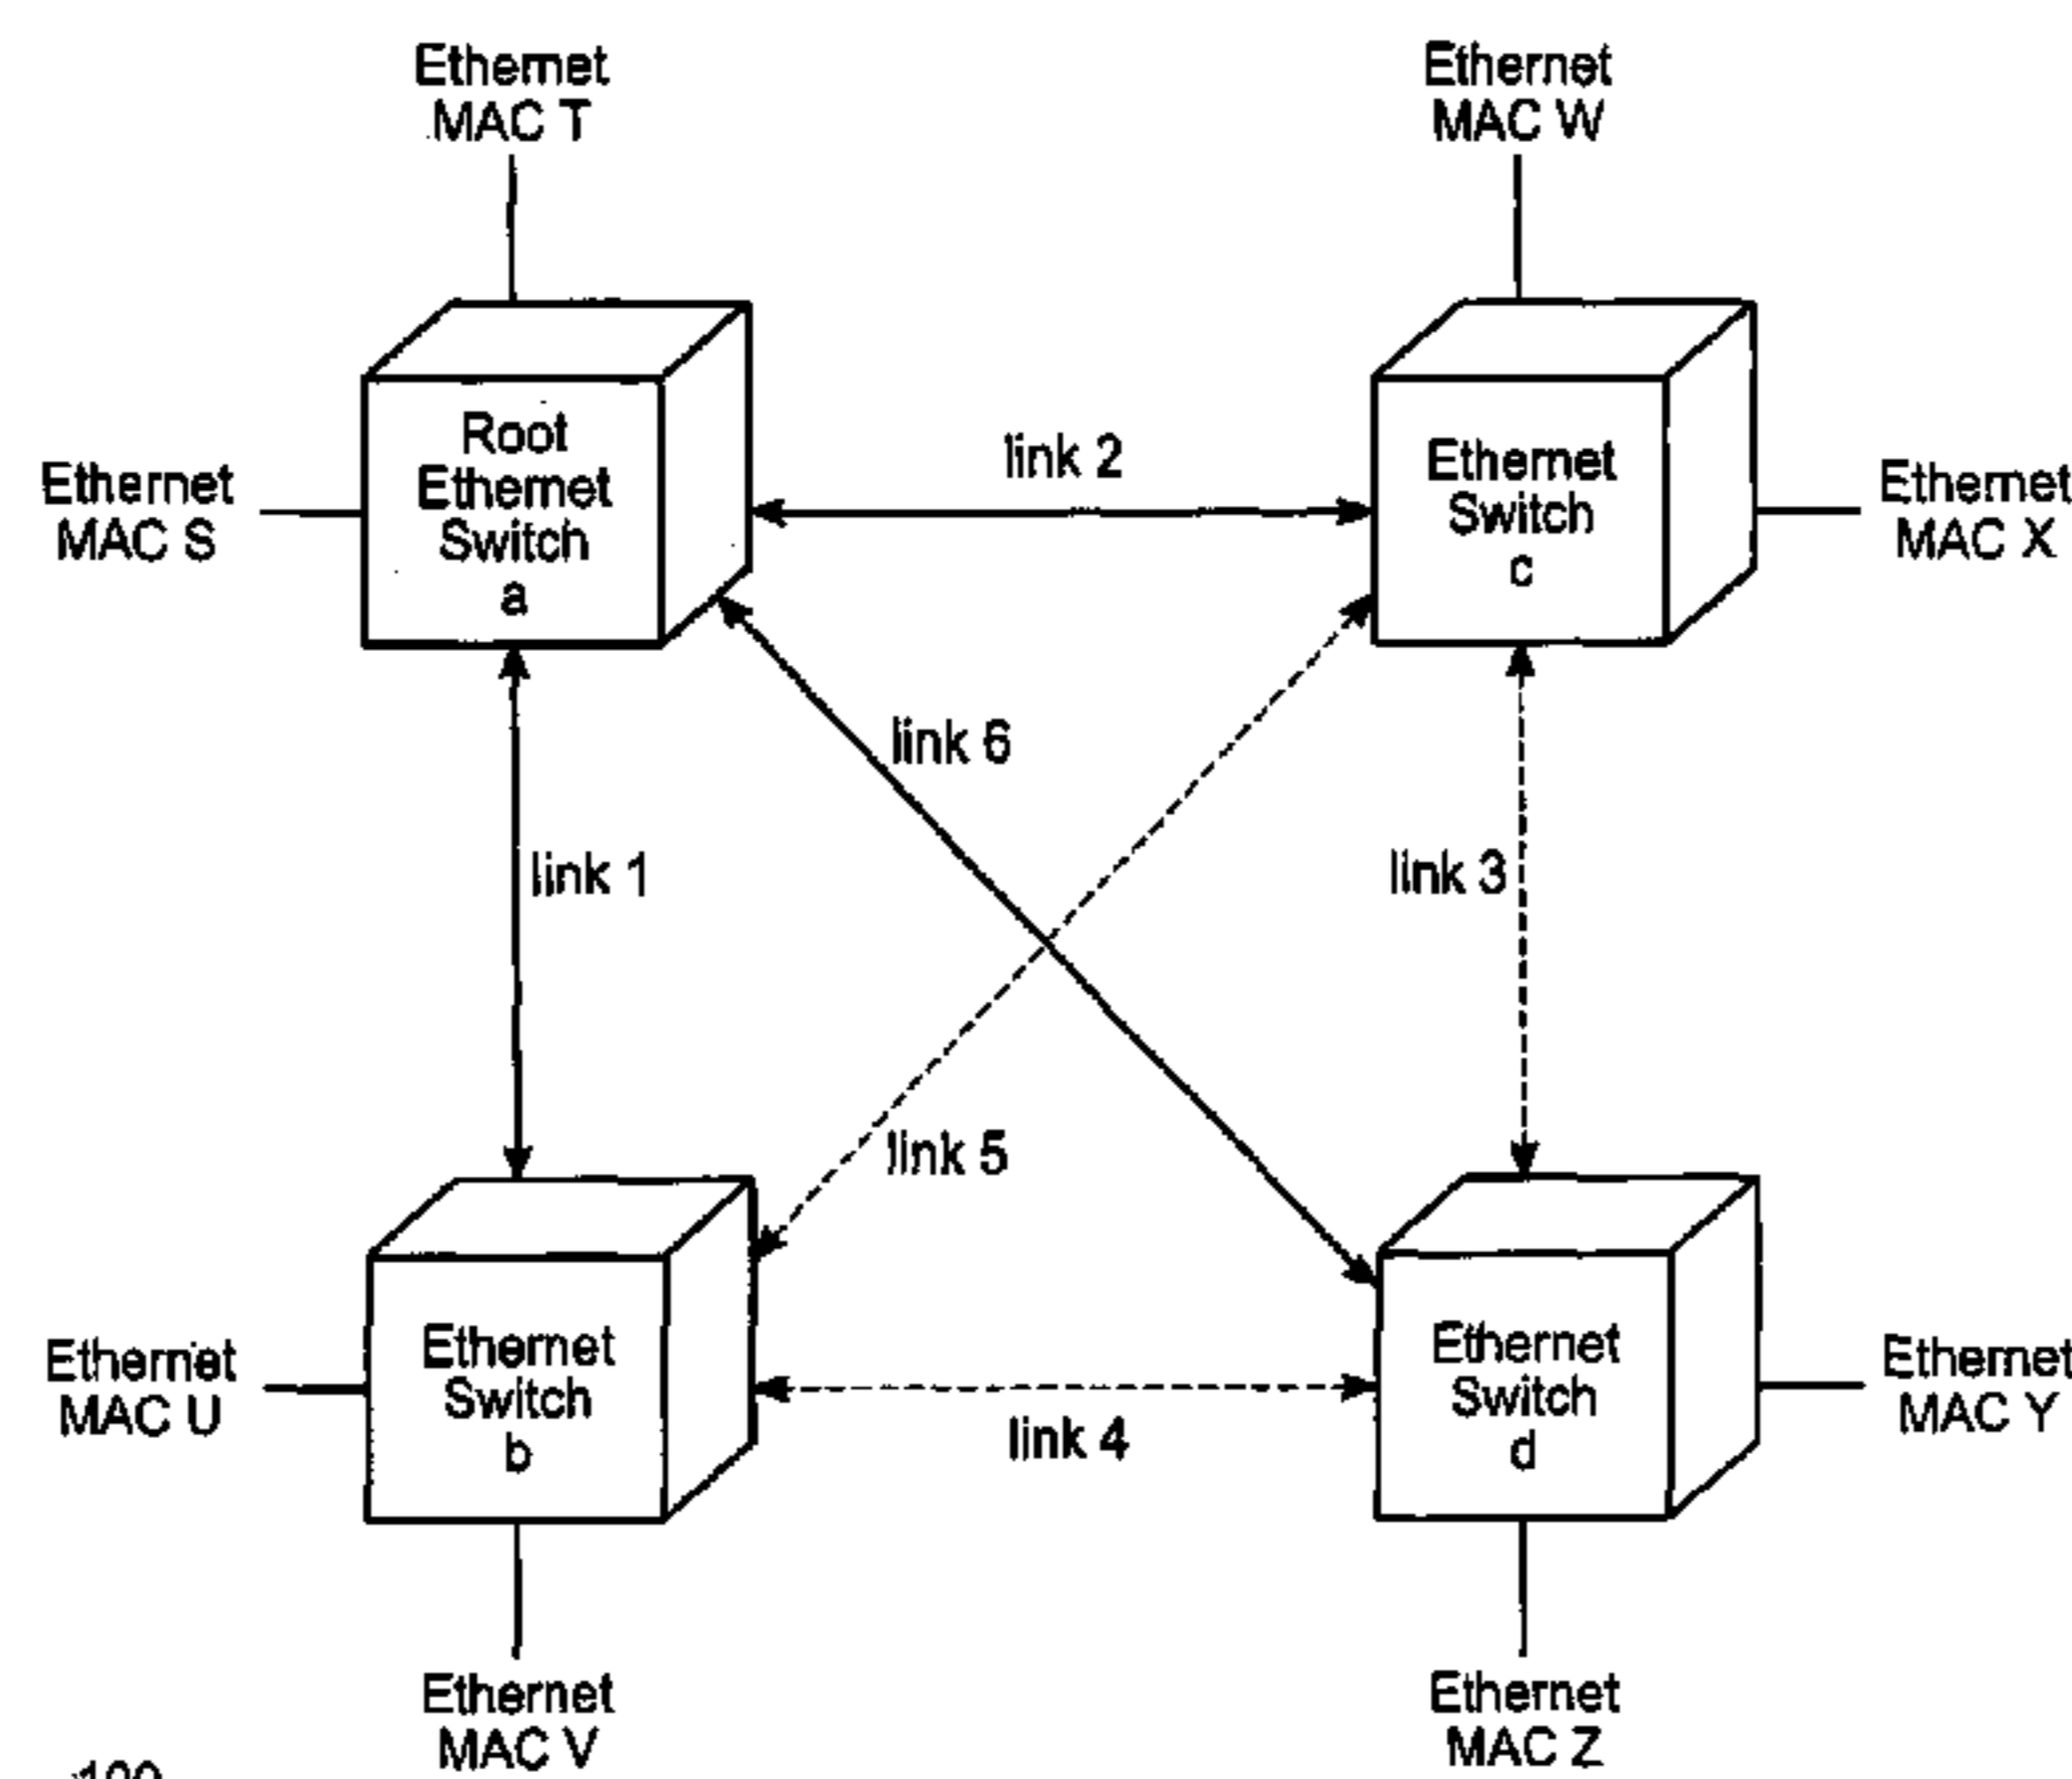 Ethernet
MAC T
Ethernet
MAC W
Root
Ethernet
Switch
a
Ethernet
MAC S
link 2
Ethernet
Switch
c
Ethernet
MAC X
link 6
link 1
link 3
link 5
Ethernet
Switch
b
Ethernet
MAC U
link 4
Ethernet
Switch
d
Ethernet
MAC Y
Ethernet
MAC V
Ethernet
MAC Z